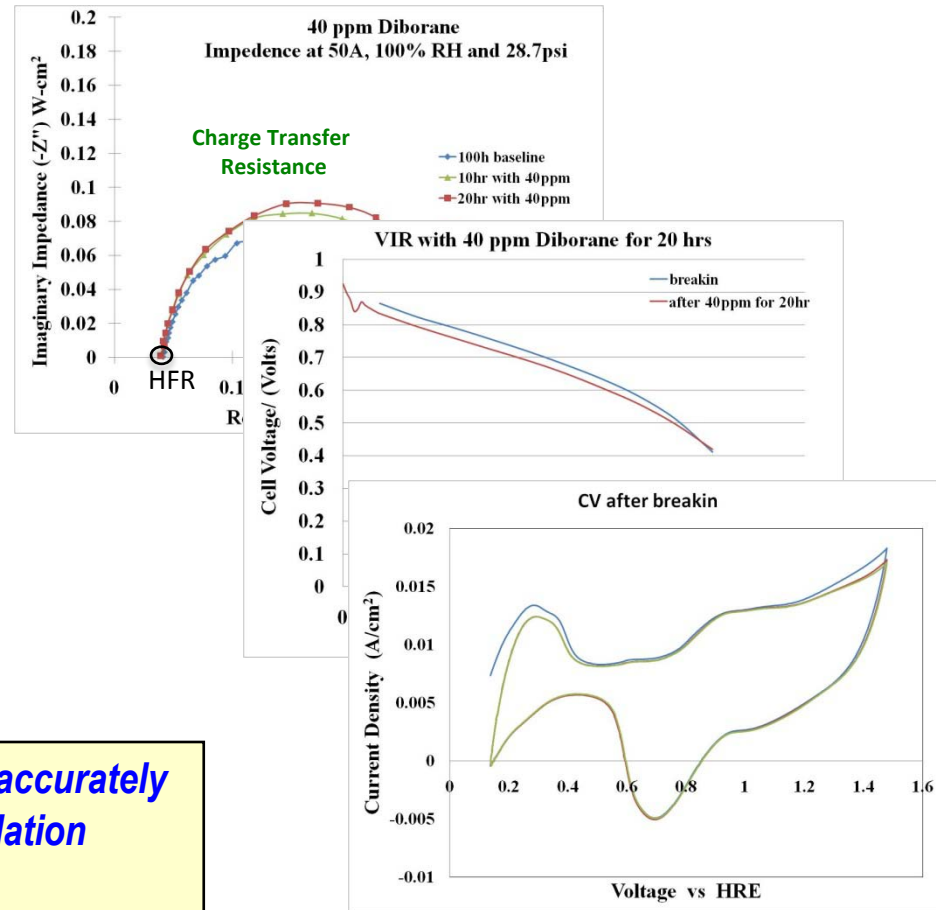 40 ppm Diborane
Impedence at 50A, 100% RH and 28.7psi
Imaginary Impedance (-Z") W-cm²
0.2
0.18
0.16
0.14
0.12
0.1
0.08
0.06
0.04
0.02
0
Charge Transfer
Resistance
100h baseline
10hr with 40ppm
20hr with 40ppm
HFR
0
0.1
VIR with 40 ppm Diborane for 20 hrs
Cell Voltage/ (Volts)
1
0.9
0.8
0.7
0.6
0.5
0.4
0.3
0.2
0.1
0
breakin
after 40ppm for 20hr
0
CV after breakin
Current Density (A/cm²)
0.02
0.015
0.01
0.005
0
-0.005
-0.01
0
0.2
0.4
0.6
0.8
1
1.2
1.4
1.6
Voltage vs HRE
accurately